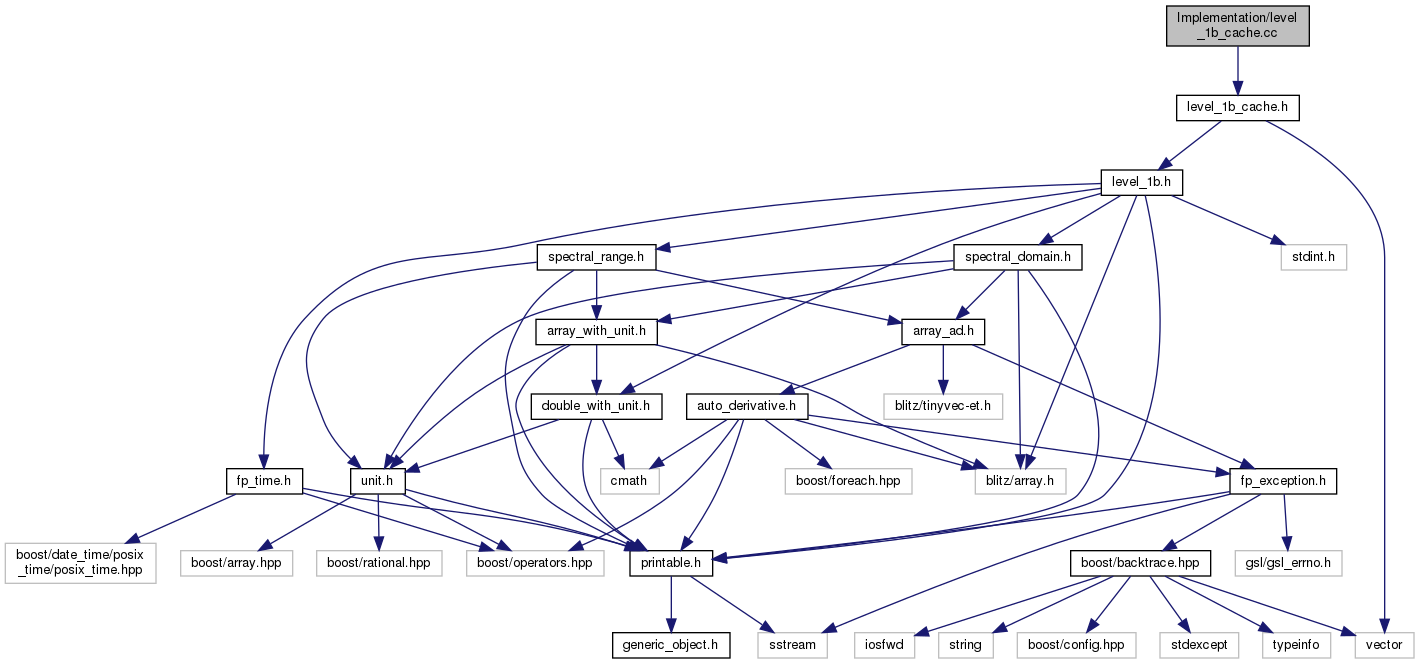 Implementation/level
_1b_cache.cc
level_1b_cache.h
level_1b.h
spectral_range.h
spectral_domain.h
stdint.h
array_with_unit.h
array_ad.h
double_with_unit.h
auto_derivative.h
blitz/tinyvec-et.h
fp_time.h
unit.h
cmath
boost/foreach.hpp
blitz/array.h
fp_exception.h
boost/date_time/posix
_time/posix_time.hpp
boost/array.hpp
boost/rational.hpp
boost/operators.hpp
printable.h
boost/backtrace.hpp
gsl/gsl_errno.h
generic_object.h
sstream
iosfwd
string
boost/config.hpp
stdexcept
typeinfo
vector